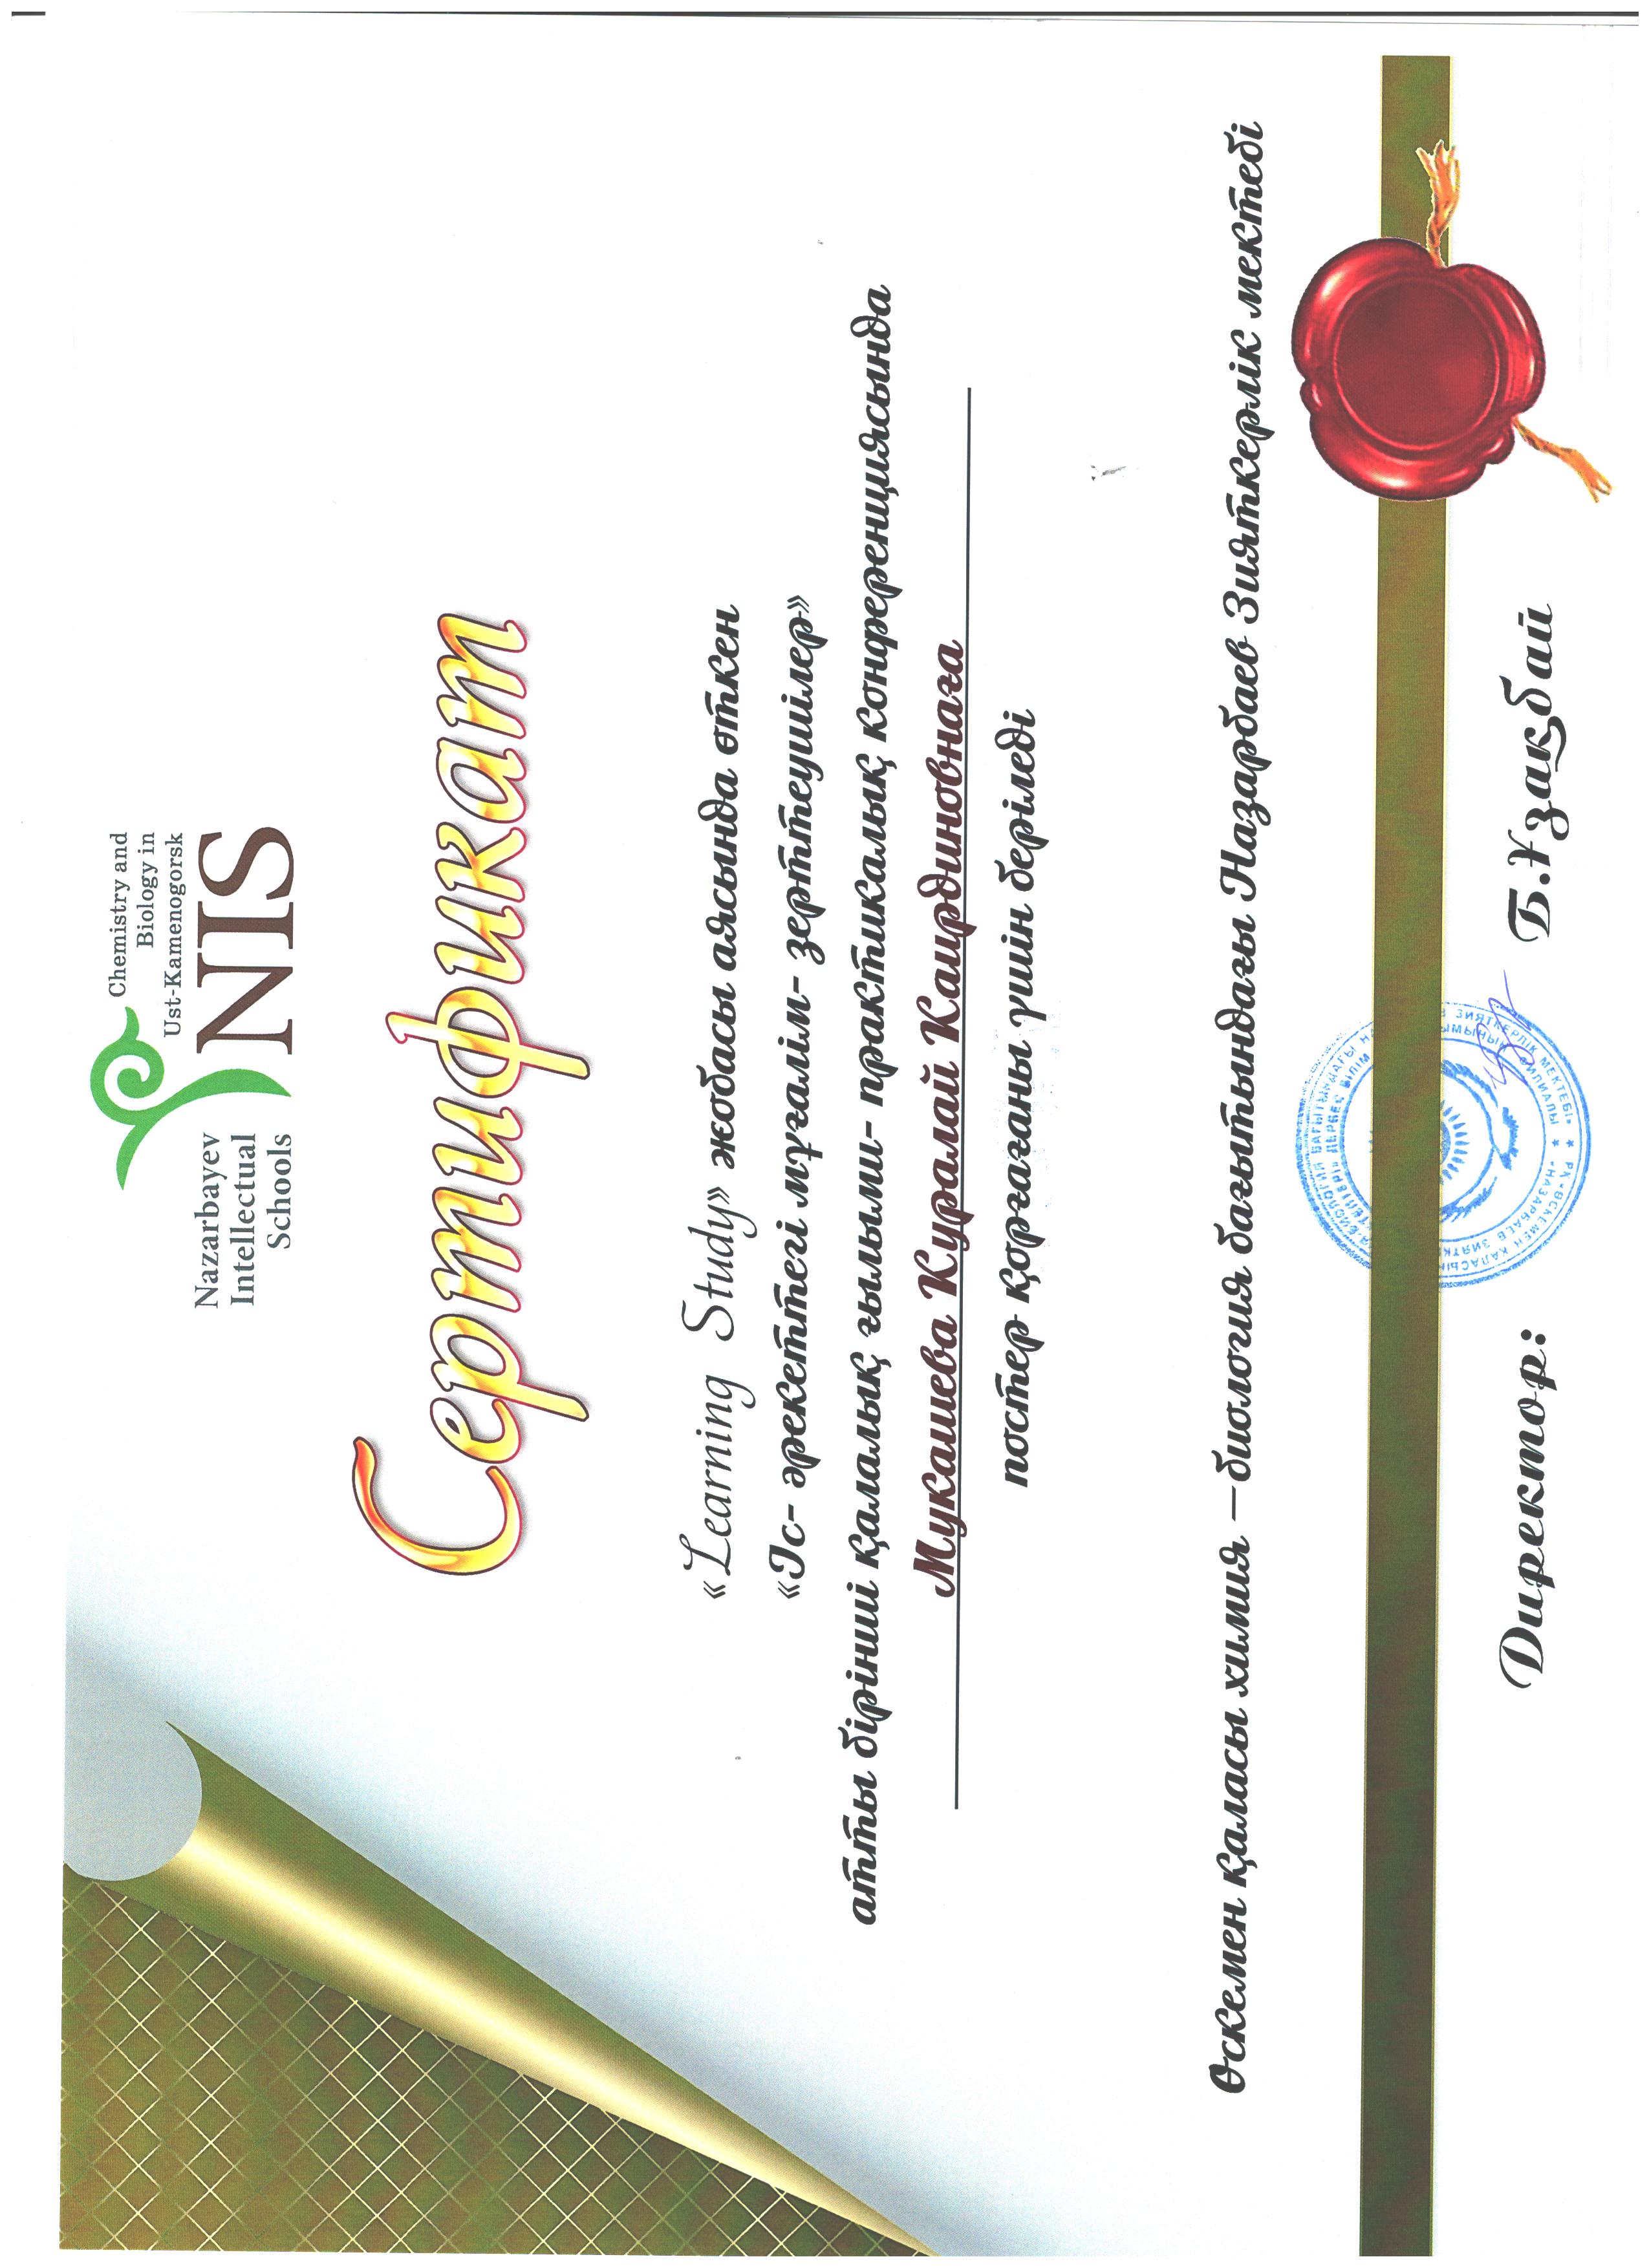 Chemistry and
Biology in
Ust-Kamenogorsk
Nazarbayev
Intellectual
Schools
NIS
Сертификат
«Learning Study» жобасы аясында өткен
«Іс- әрекеттегі мұғалім- зерттеушілер»
атты бірінші қалалық ғылыми- практикалық конференциясында
Мукашева Куралай Каирдиновнаға
постер қорғағаны үшін беріледі
Өскемен қаласы химия –биология бағытындағы Назарбаев Зияткерлік мектебі
Директор:
Б.Ұзақбай